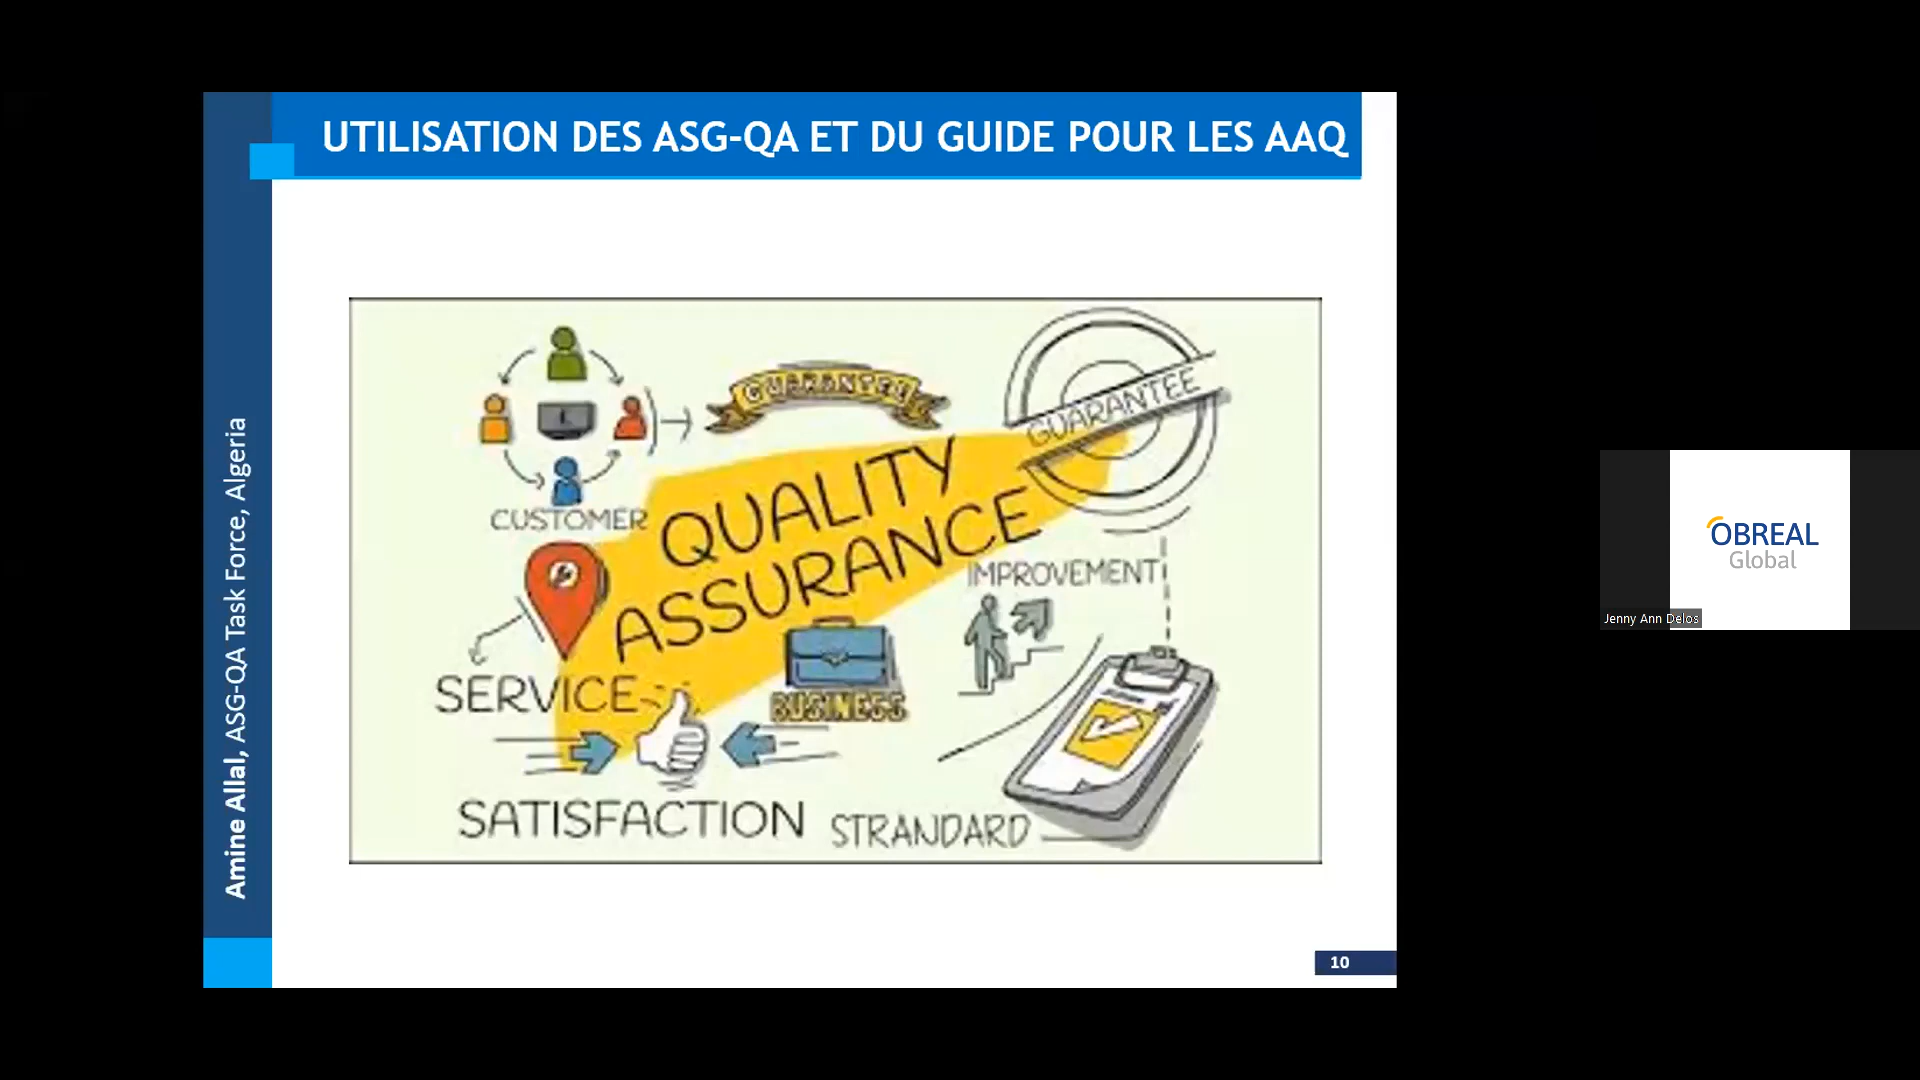 UTILISATION DES ASG-QA ET DU GUIDE POUR LES AAQ
Amine Allal, ASG-QA Task Force, Algeria
GUARANTEE
GUARANTEE
CUSTOMER
QUALITY
ASSURANCE
IMPROVEMENT
SERVICE
BUSINESS
SATISFACTION
STRANDARD
10
OBREAL
Global
Jenny Ann Delos